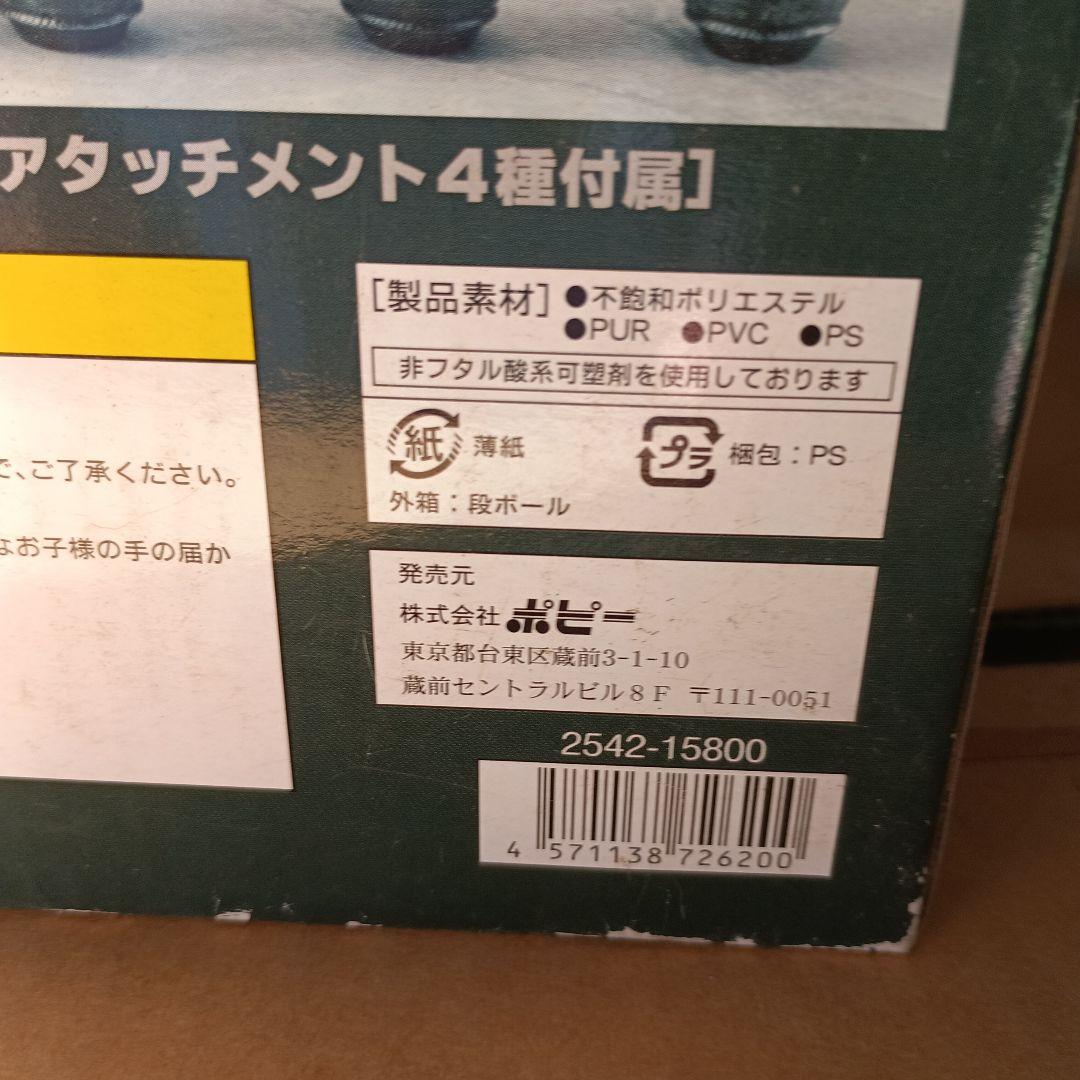 アタッチメント4種付属]
で、ご了承ください。
なお子様の手の届か
[製品素材] ●不飽和ポリエステル
●PUR ●PVC ●PS
非フタル酸系可塑剤を使用しております
紙 薄紙
プラ 梱包：PS
外箱：段ボール
発売元
株式会社 ポピー
東京都台東区蔵前3-1-10
蔵前セントラルビル8F 〒111-0051
2542-15800
4 571138 726200